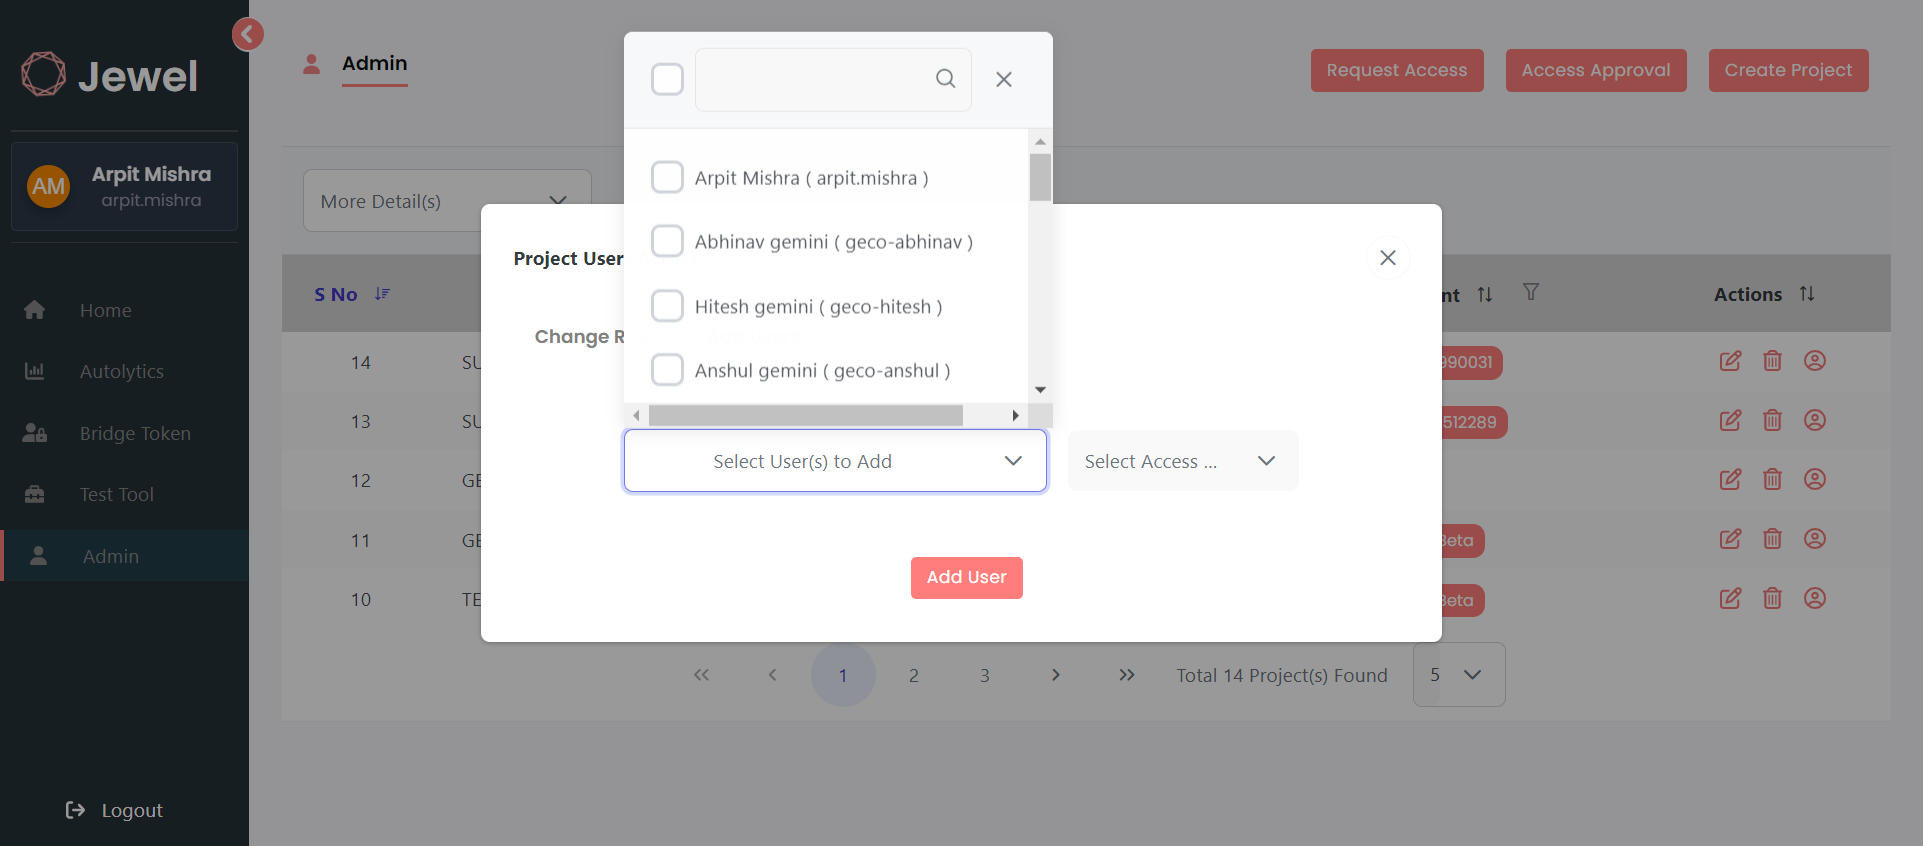 Jewel
AM
Arpit Mishra
arpit.mishra
Home
Autolytics
Bridge Token
Test Tool
Admin
Logout
Admin
Request Access
Access Approval
Create Project
More Detail(s)
Arpit Mishra ( arpit.mishra )
Abhinav gemini ( geco-abhinav )
Hitesh gemini ( geco-hitesh )
Anshul gemini ( geco-anshul )
Project User
Change R
Select User(s) to Add
Select Access ...
Add User
S No
nt
Actions
14 SU 990031
13 SU 512289
12 GE
11 GE Beta
10 TE Beta
« ‹ 1 2 3 › » Total 14 Project(s) Found 5